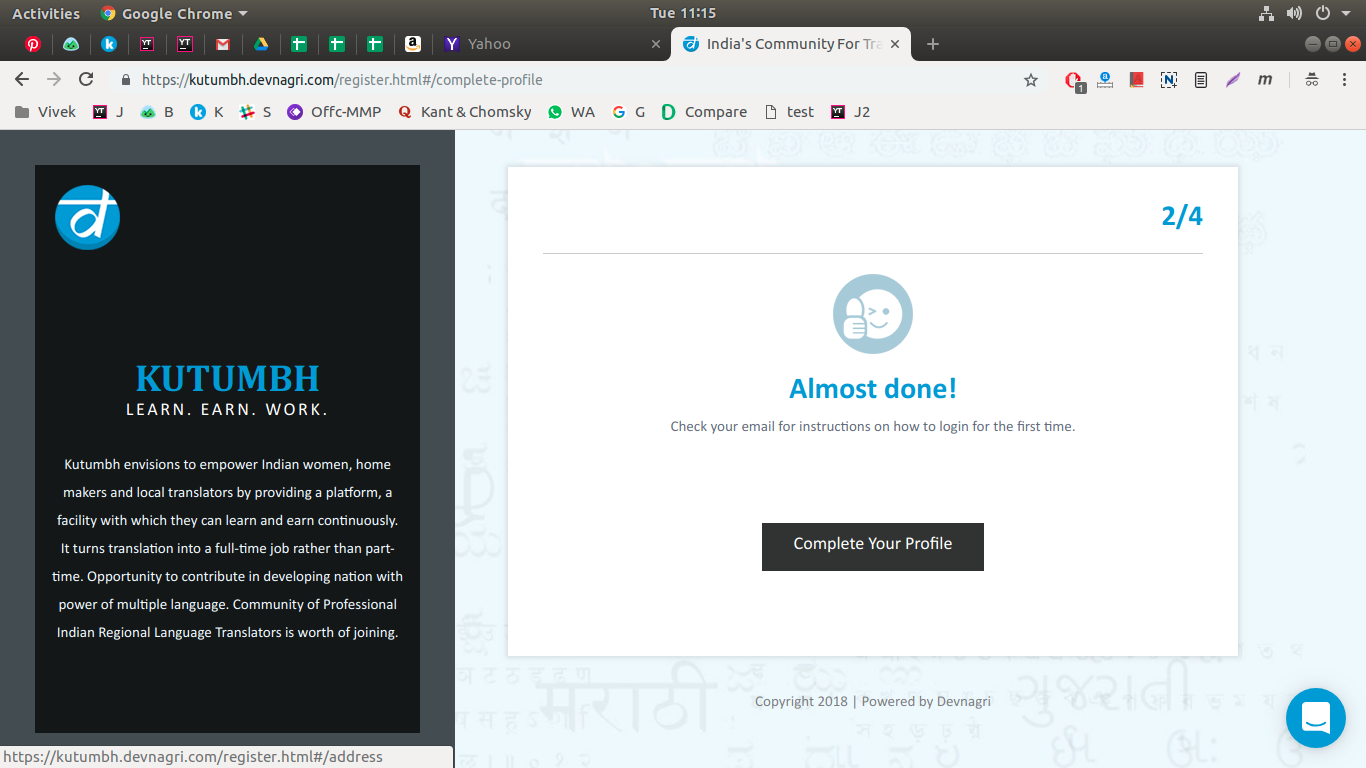 Activities Google Chrome Tue 11:15
Yahoo India's Community For Tra
https://kutumbh.devnagri.com/register.html#/complete-profile 1 a N m
Vivek J B K S Offc-MMP Kant & Chomsky WA G Compare test J2
2/4
KUTUMBH
LEARN. EARN. WORK.
Kutumbh envisions to empower Indian women, home
makers and local translators by providing a platform, a
facility with which they can learn and earn continuously.
It turns translation into a full-time job rather than part-
time. Opportunity to contribute in developing nation with
power of multiple language. Community of Professional
Indian Regional Language Translators is worth of joining.
Almost done!
Check your email for instructions on how to login for the first time.
Complete Your Profile
मराठी
ગુજરાતી
Copyright 2018 | Powered by Devnagri
https://kutumbh.devnagri.com/register.html#/address